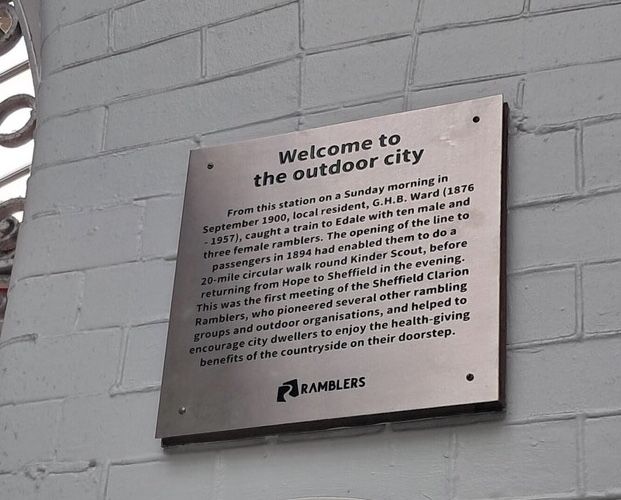 Welcome to
the outdoor city
From this station on a Sunday morning in
September 1900, local resident, G.H.B. Ward (1876
- 1957), caught a train to Edale with ten male and
three female ramblers. The opening of the line to
passengers in 1894 had enabled them to do a
20-mile circular walk round Kinder Scout, before
returning from Hope to Sheffield in the evening.
This was the first meeting of the Sheffield Clarion
Ramblers, who pioneered several other rambling
groups and outdoor organisations, and helped to
encourage city dwellers to enjoy the health-giving
benefits of the countryside on their doorstep.
RAMBLERS